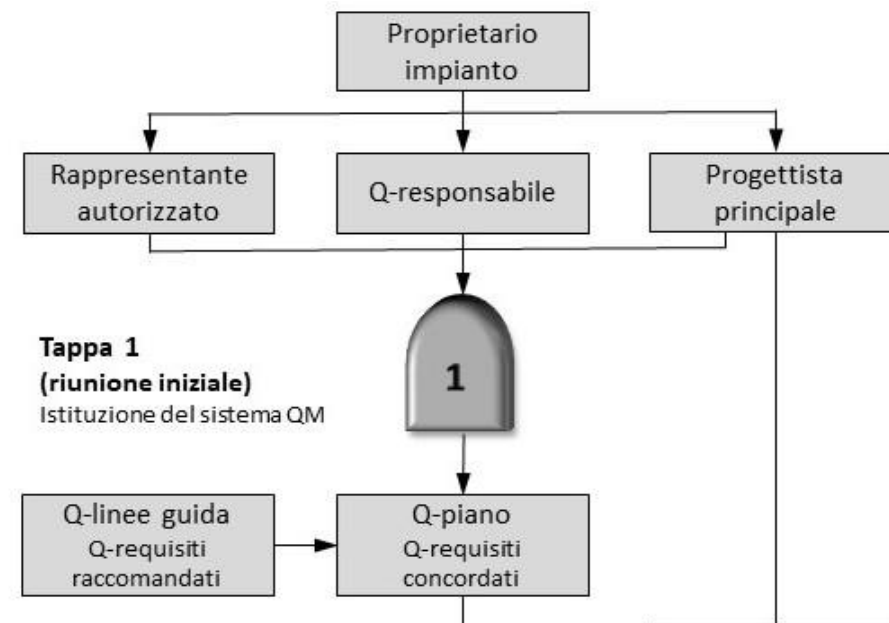 Proprietario
impianto
Rappresentante
autorizzato
Q-responsabile
Progettista
principale
Tappa 1
(riunione iniziale)
Istituzione del sistema QM
1
Q-linee guida
Q-requisiti
raccomandati
Q-piano
Q-requisiti
concordati